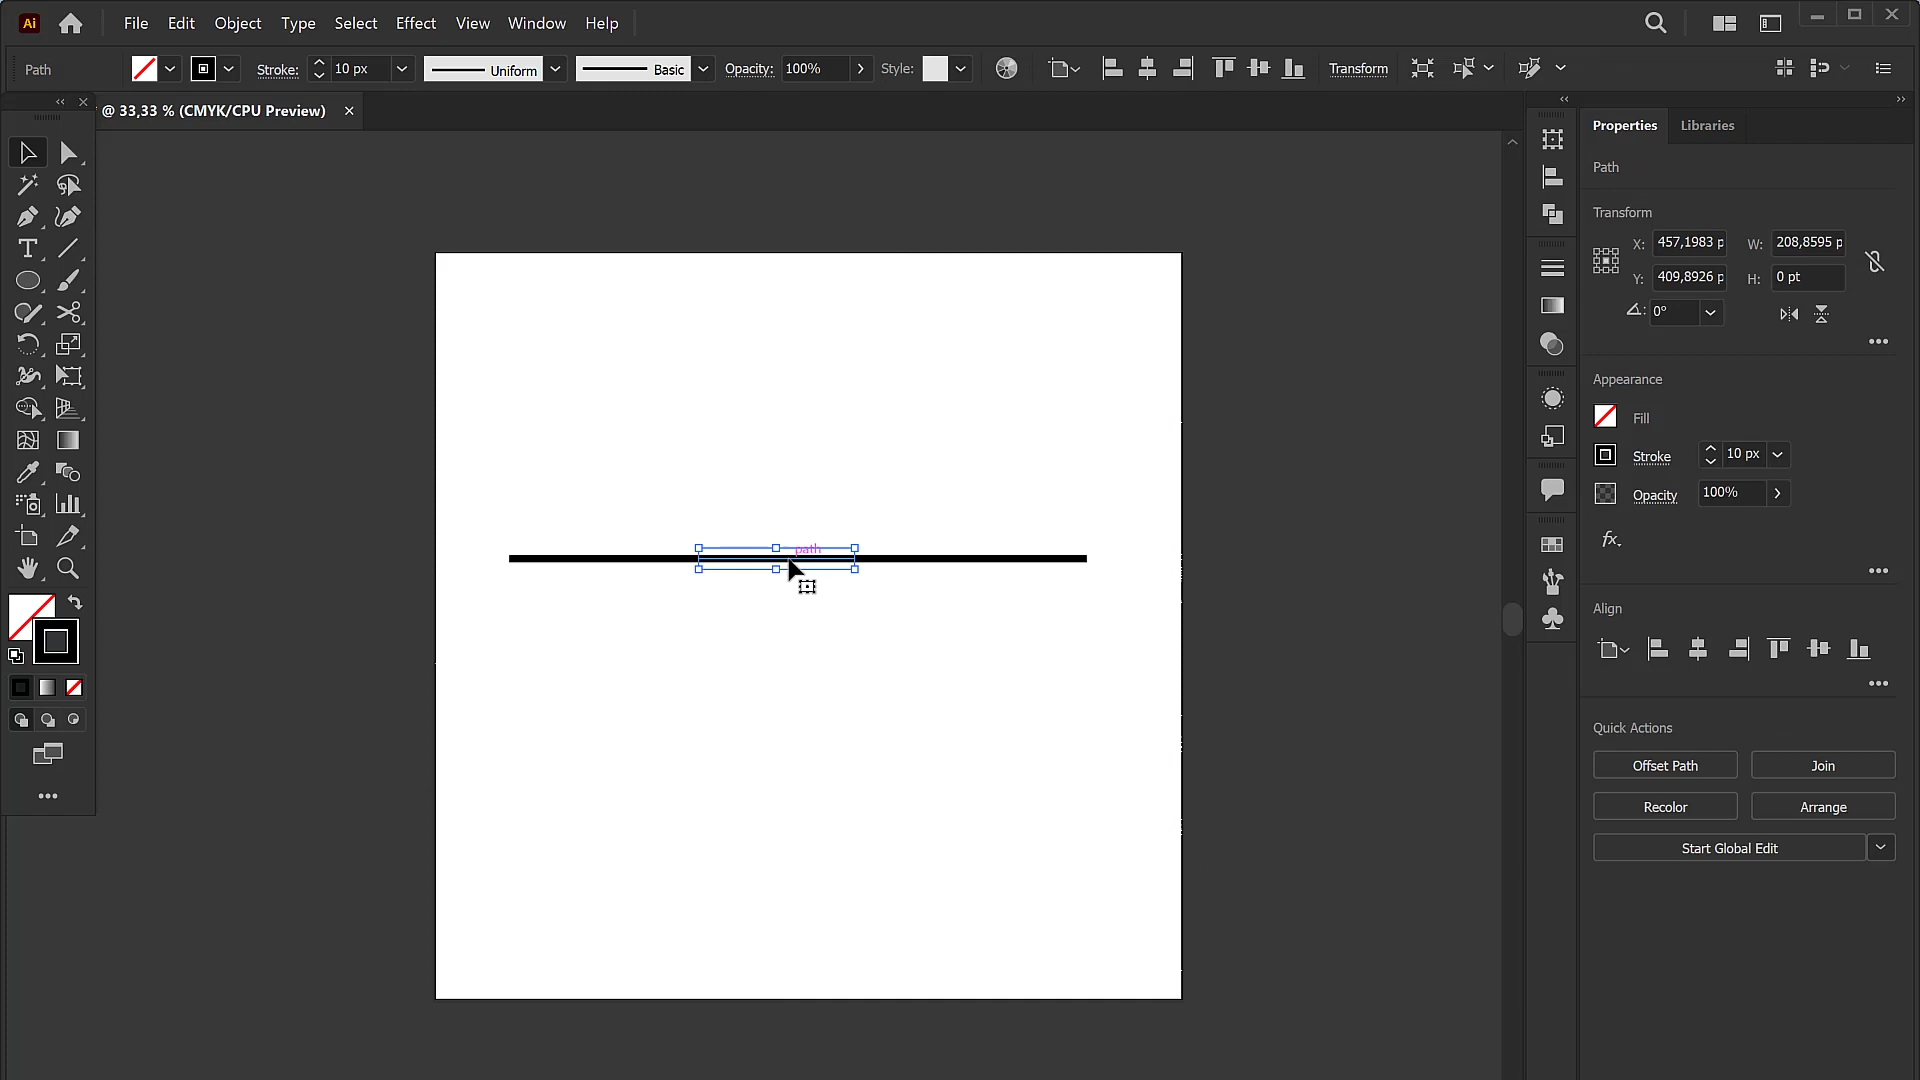 Ai File Edit Object Type Select Effect View Window Help
Path Stroke: 10 px Uniform Basic Opacity: 100% Style: Transform
@ 33,33 % (CMYK/CPU Preview)
Properties Libraries
Path
Transform
X: 457,1983 p W: 208,8595 p
Y: 409,8926 p H: 0 pt
0°
Appearance
Fill
Stroke 10 px
Opacity 100%
fx.
Align
Quick Actions
Offset Path Join
Recolor Arrange
Start Global Edit
path